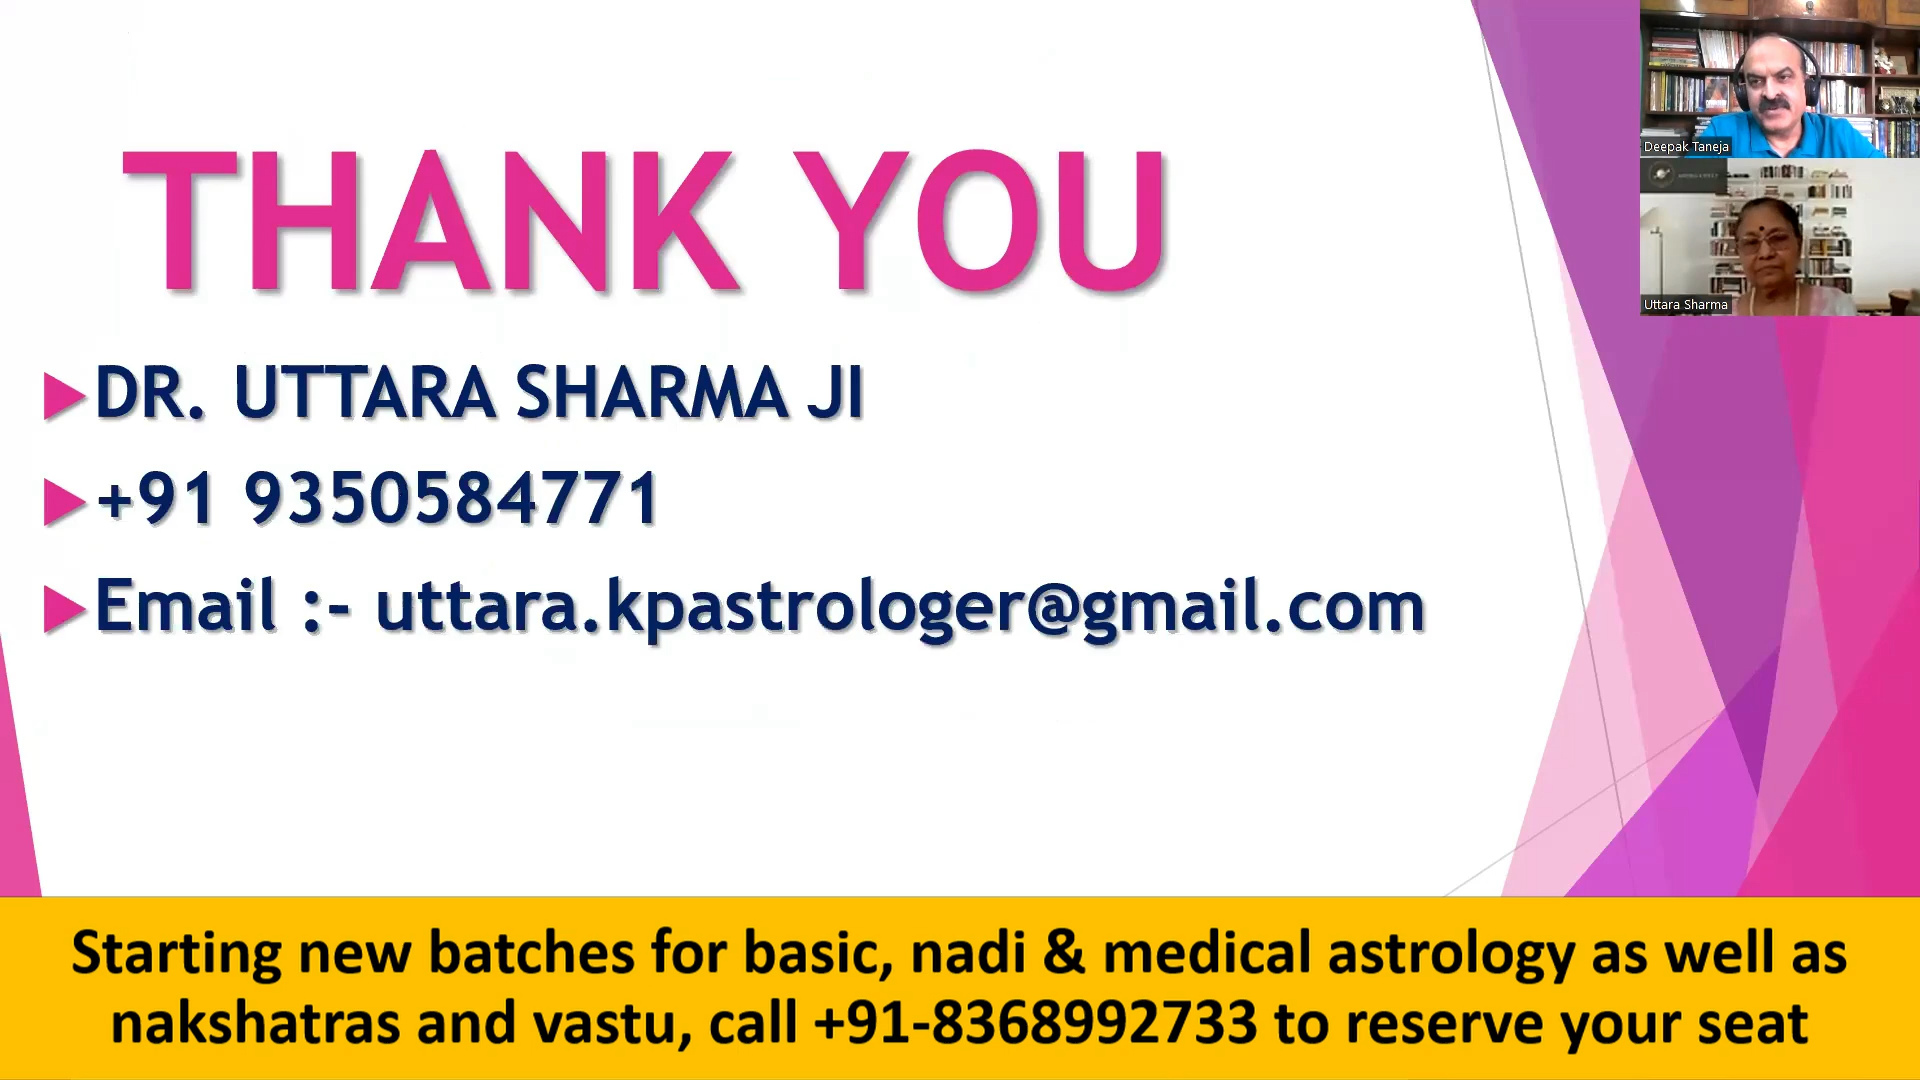 THANK YOU
DR. UTTARA SHARMA JI
+91 9350584771
Email :- uttara.kpastrologer@gmail.com
Deepak Taneja
Uttara Sharma
Starting new batches for basic, nadi & medical astrology as well as
nakshatras and vastu, call +91-8368992733 to reserve your seat